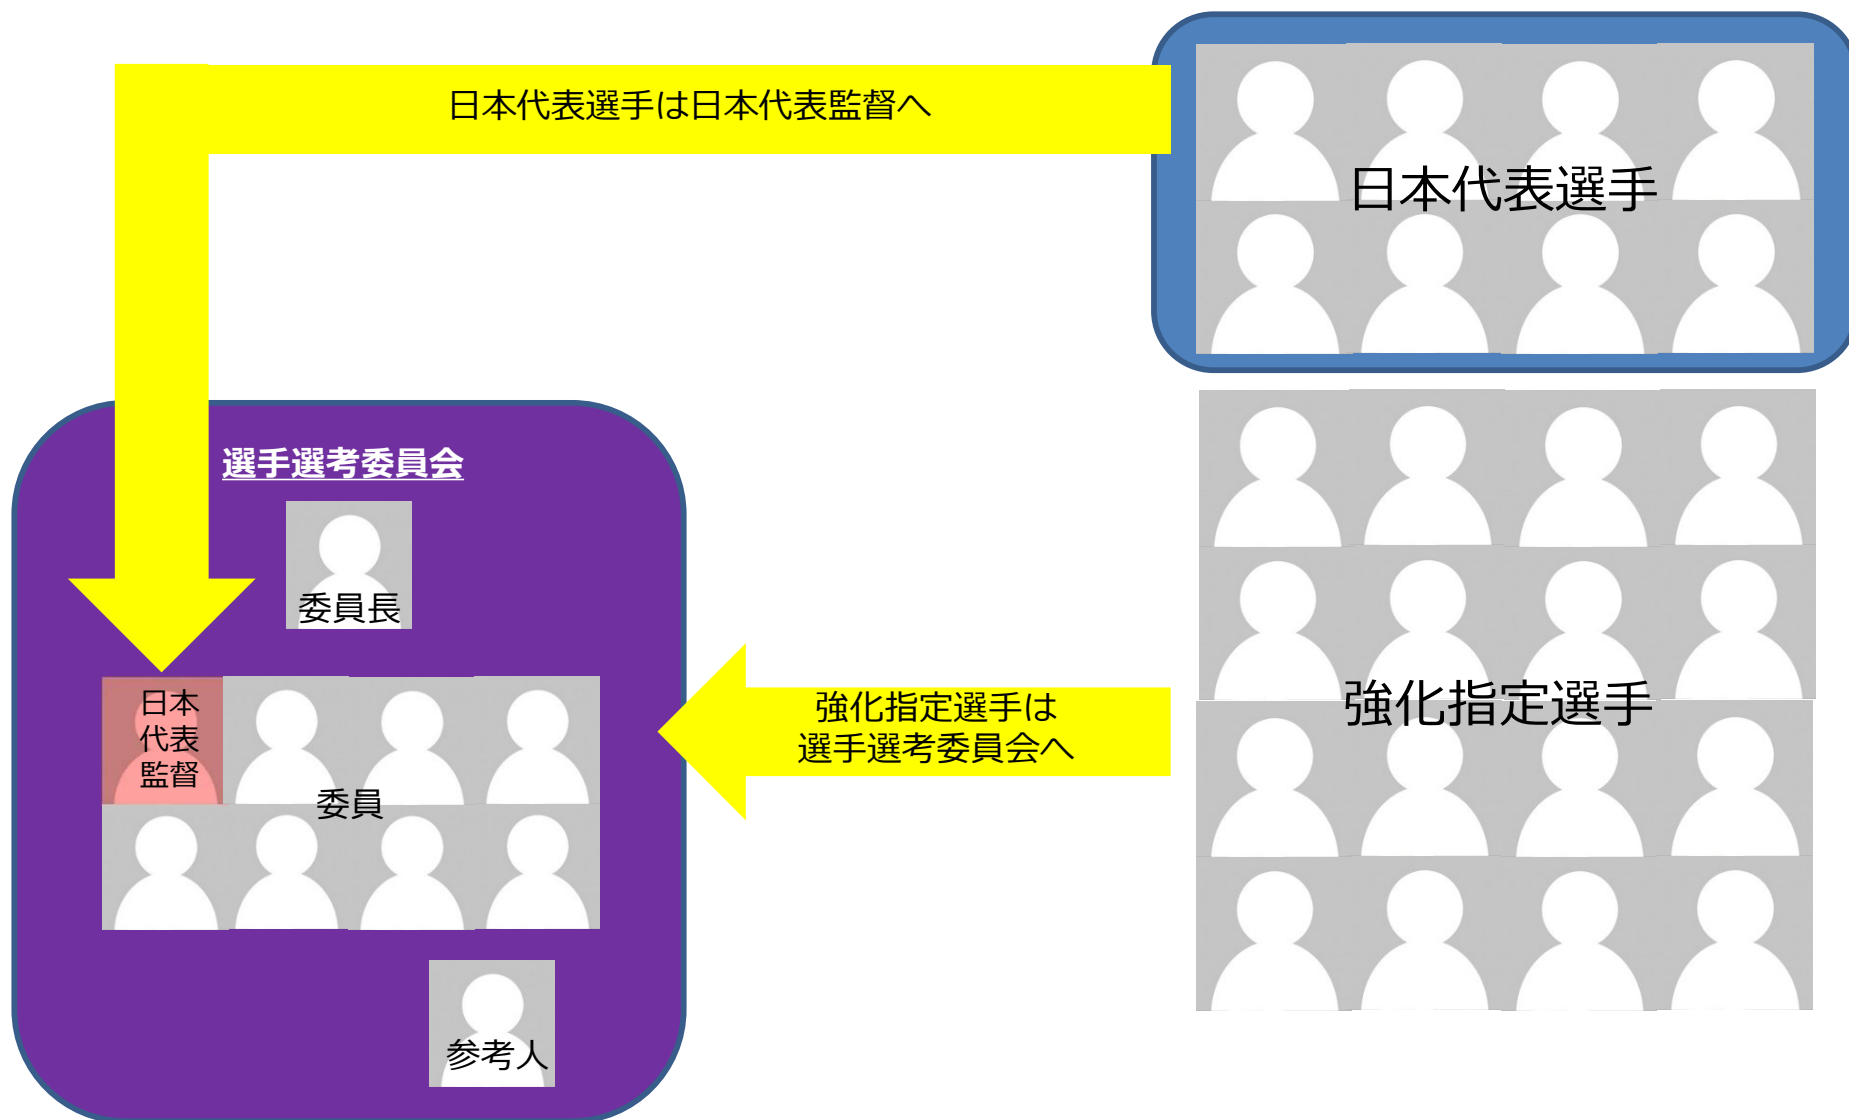 日本代表選手は日本代表監督へ
日本代表選手
選手選考委員会
委員長
日本
代表
監督
委員
参考人
強化指定選手は
選手選考委員会へ
強化指定選手